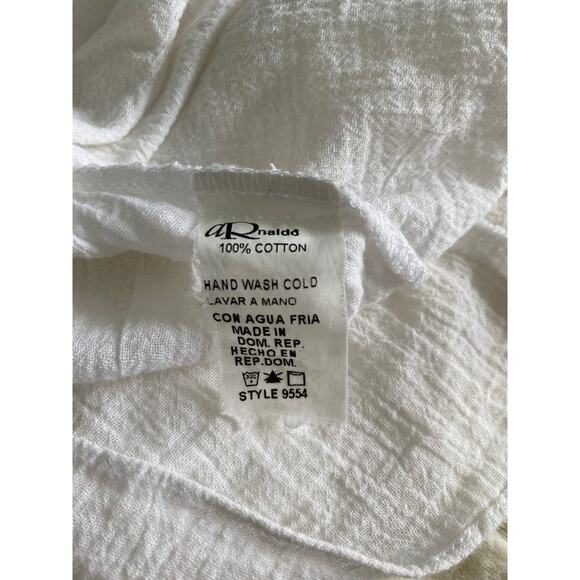 aRnaldo
100% COTTON
HAND WASH COLD
LAVAR A MANO
CON AGUA FRIA
MADE IN
DOM. REP.
HECHO EN
REP.DOM.
STYLE 9554